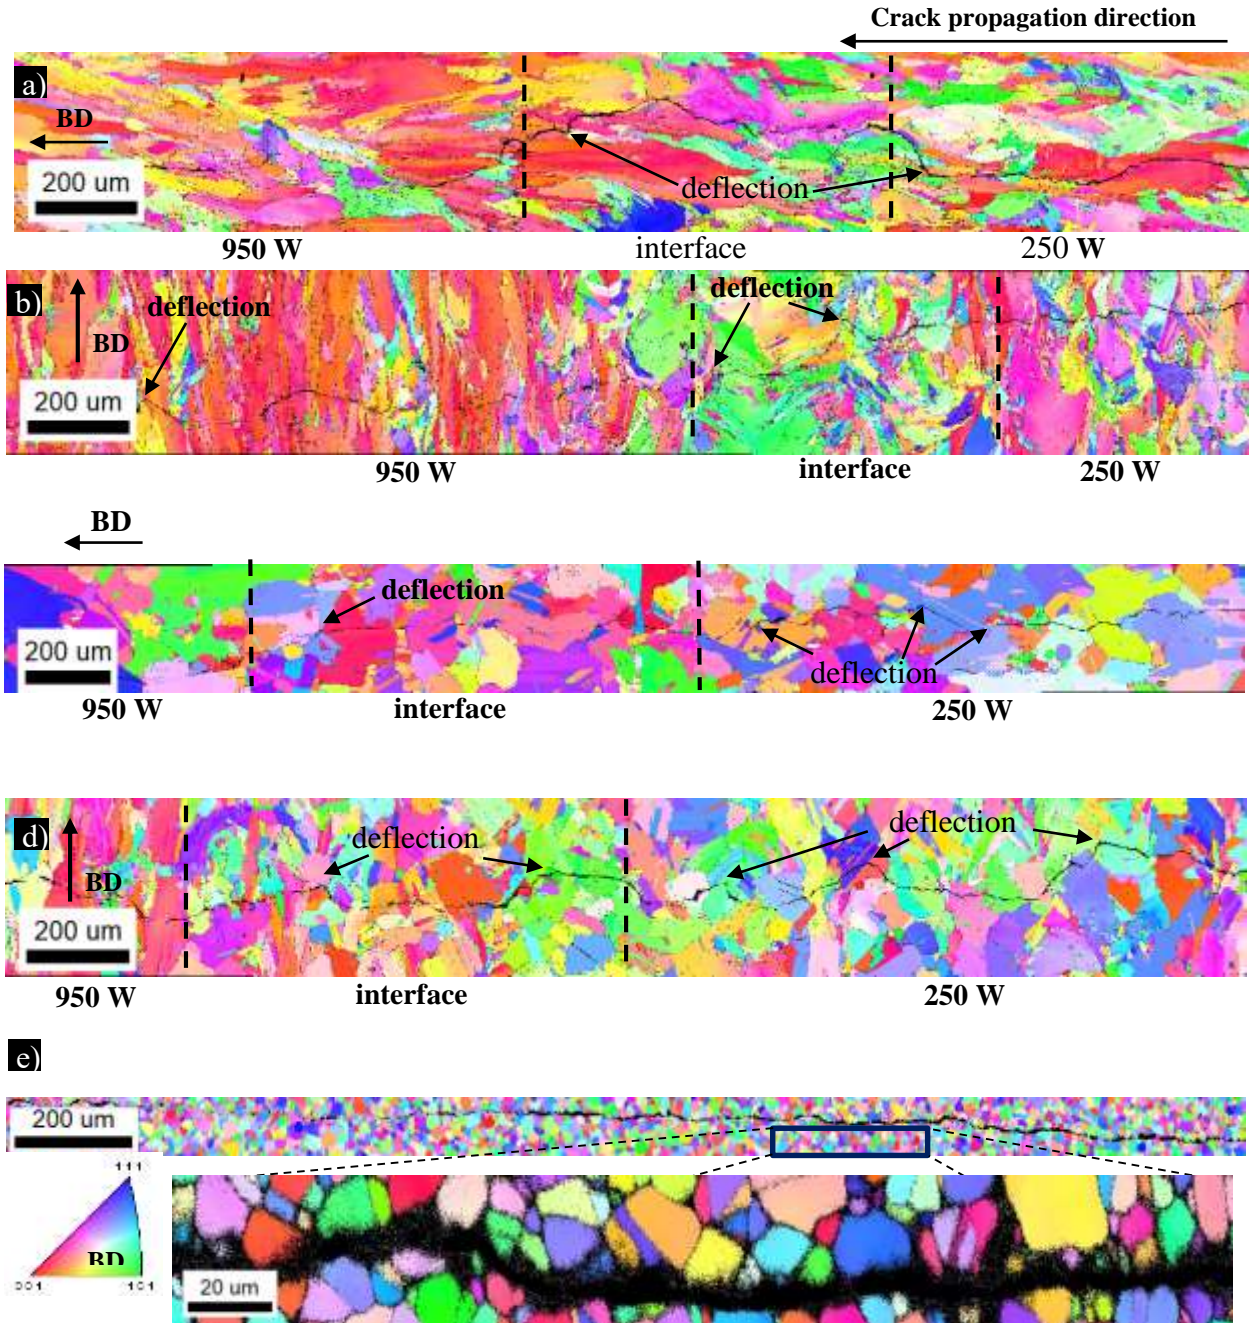 Crack propagation direction
a)
BD
200 um
deflection
950 W
interface
250 W
b)
BD
deflection
deflection
200 um
950 W
interface
250 W
BD
deflection
200 um
deflection
950 W
interface
250 W
d)
BD
deflection
deflection
200 um
950 W
interface
250 W
e)
200 um
111
BD
001
101
20 um